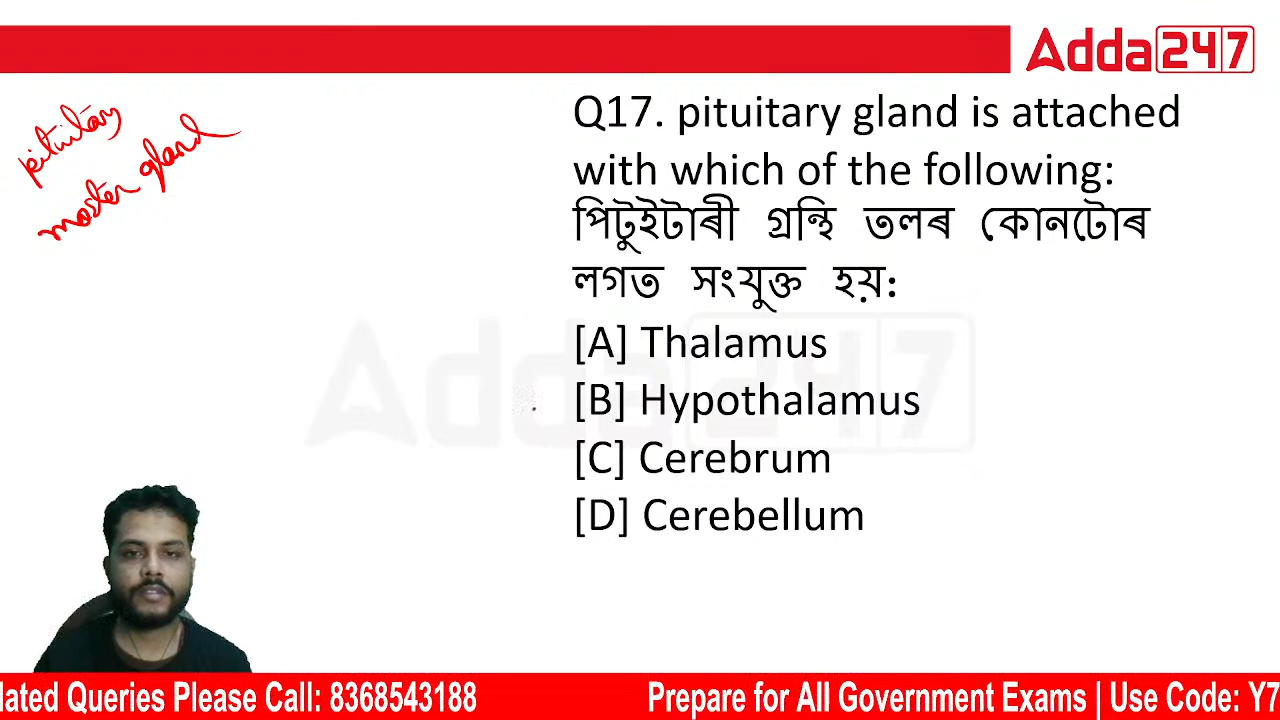 Adda247
pituitary
master gland
Q17. pituitary gland is attached
with which of the following:
পিটুইটাৰী গ্ৰন্থি তলৰ কোনটোৰ
লগত সংযুক্ত হয়:
[A] Thalamus
[B] Hypothalamus
[C] Cerebrum
[D] Cerebellum
Adda247
lated Queries Please Call: 8368543188 Prepare for All Government Exams | Use Code: Y7